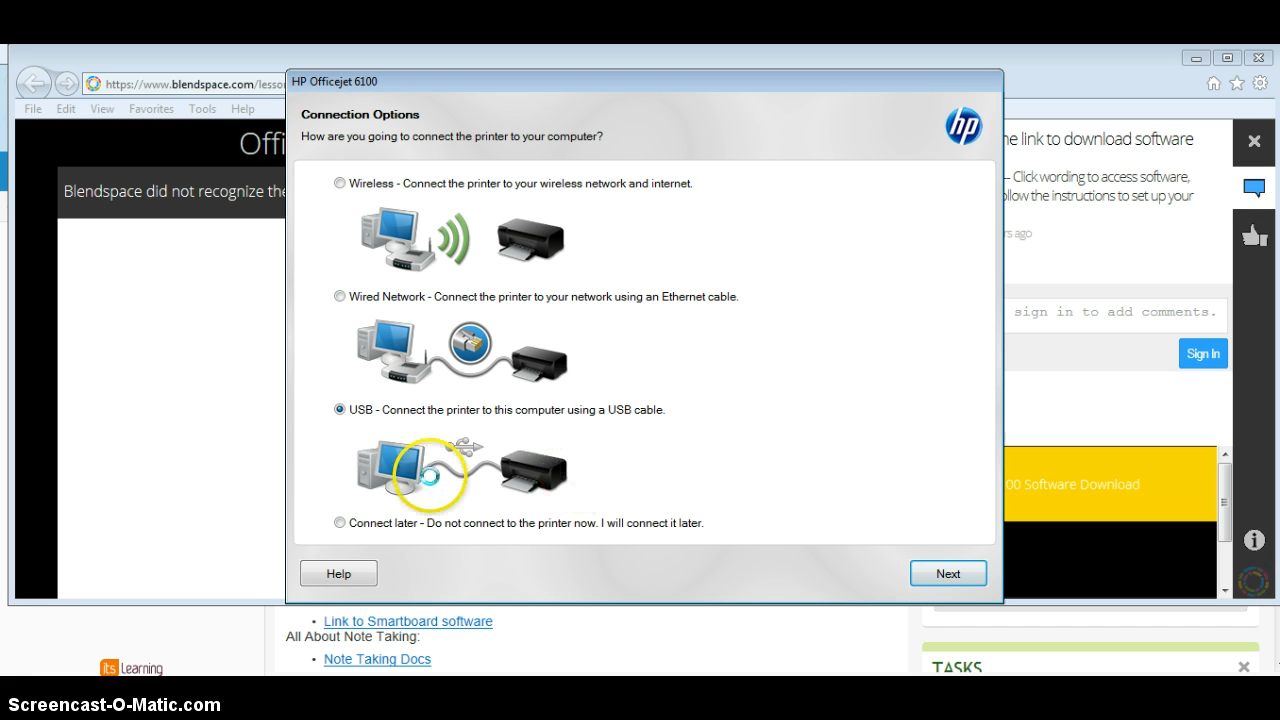 HP Officejet 6100
https://www.blendspace.com/lesso
File Edit View Favorites Tools Help
Connection Options
How are you going to connect the printer to your computer?
hp
Offi
Blendspace did not recognize the
Wireless - Connect the printer to your wireless network and internet.
Wired Network - Connect the printer to your network using an Ethernet cable.
USB - Connect the printer to this computer using a USB cable.
Connect later - Do not connect to the printer now. I will connect it later.
Help
Next
ne link to download software
– Click wording to access software,
ollow the instructions to set up your
rs ago
sign in to add comments.
Sign In
00 Software Download
• Link to Smartboard software
All About Note Taking:
• Note Taking Docs
its Learning
TASKS
Screencast-O-Matic.com